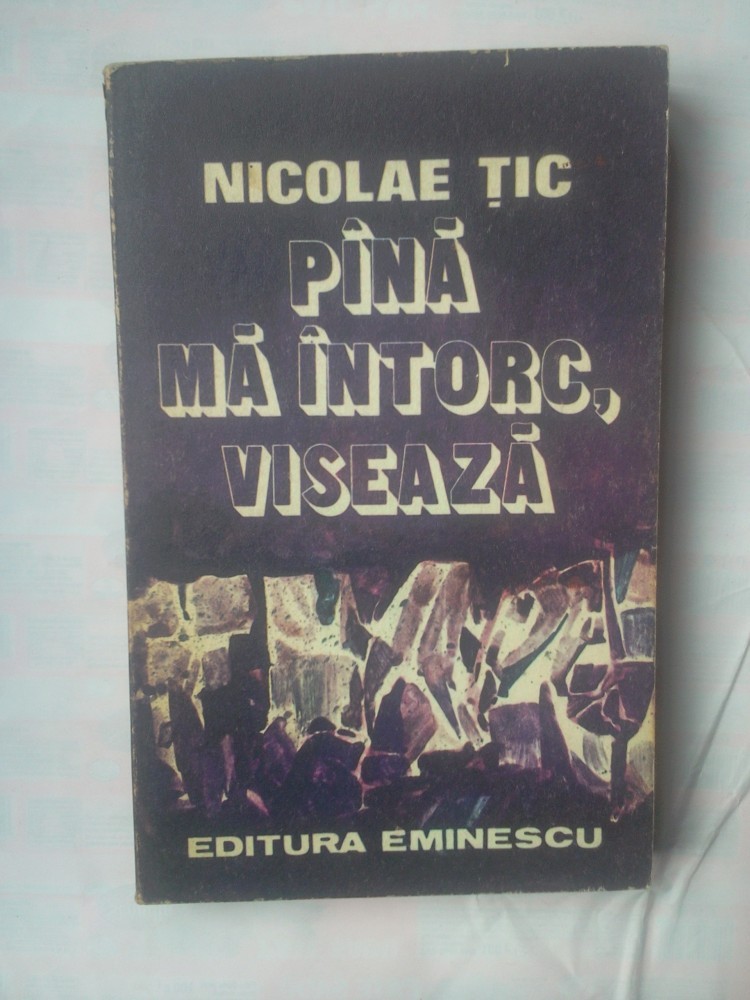 NICOLAE ȚIC
PÎNĂ
MĂ ÎNTORC,
VISEAZĂ
EDITURA EMINESCU